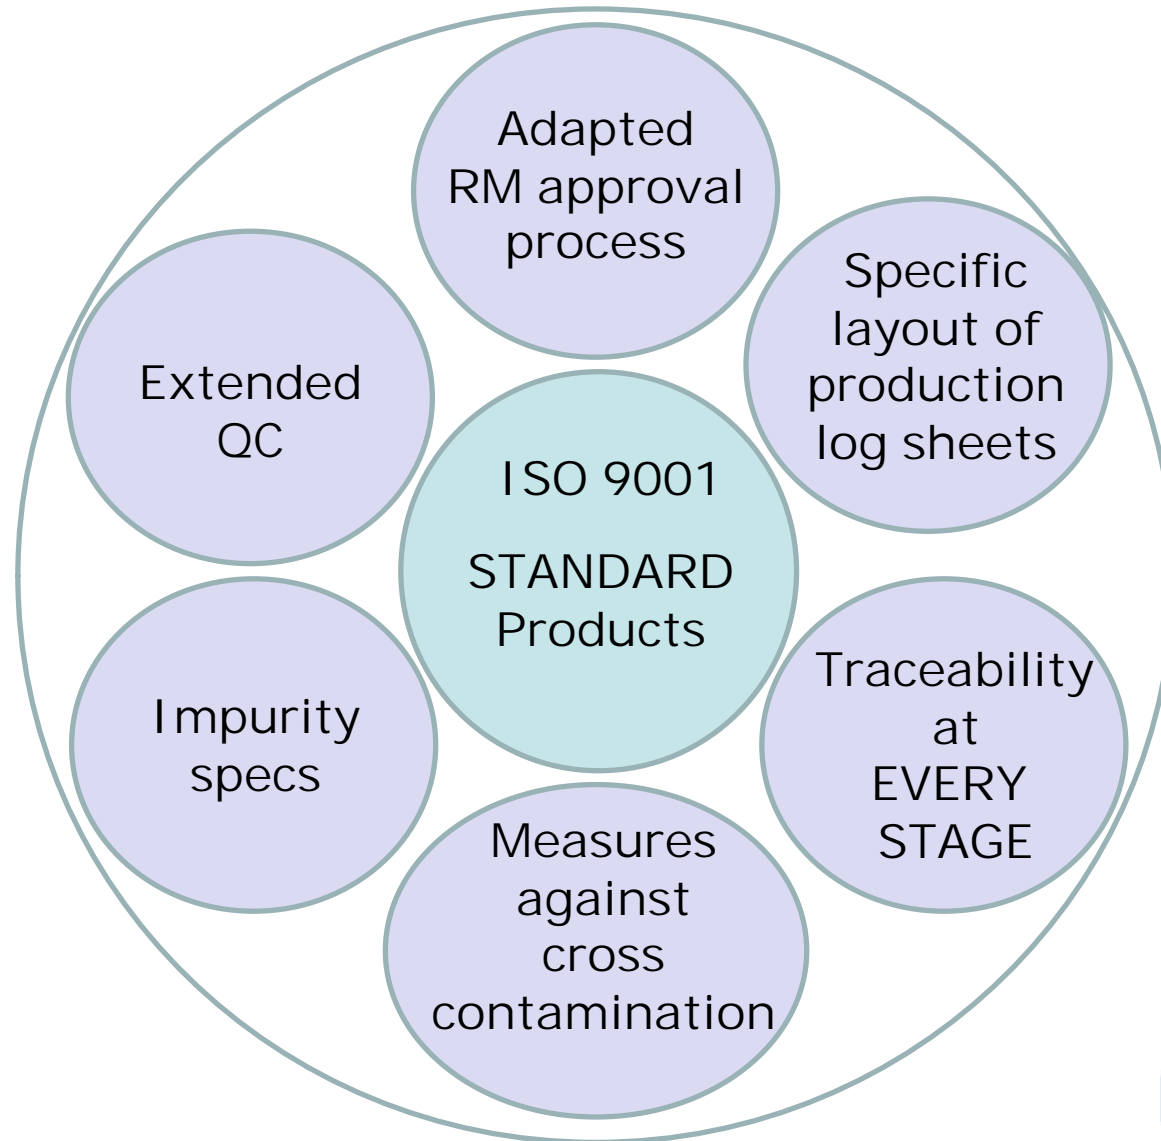 Adapted
RM approval
process
Specific
layout of
production
log sheets
Extended
QC
ISO 9001
STANDARD
Products
Traceability
at
EVERY
STAGE
Impurity
specs
Measures
against
cross
contamination